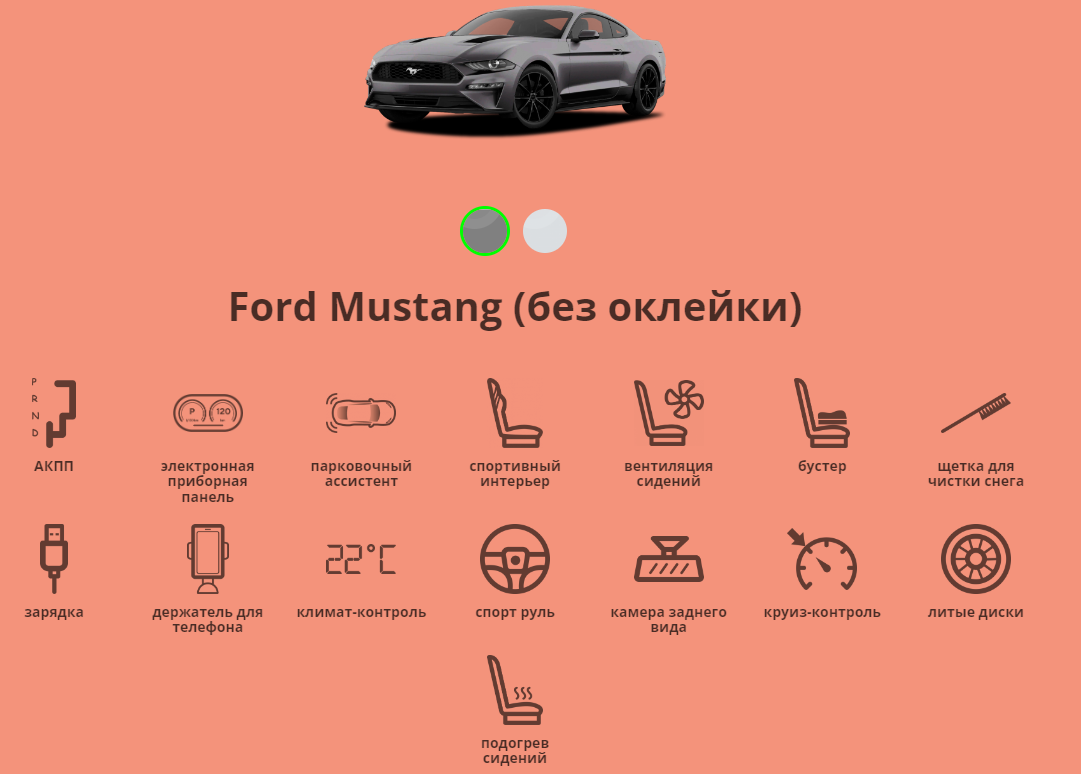 Ford Mustang (без оклейки)
P
R
N
D
P
120
22°C
АКПП
электронная
приборная
панель
парковочный
ассистент
спортивный
интерьер
вентиляция
сидений
бустер
щетка для
чистки снега
зарядка
держатель для
телефона
климат-контроль
спорт руль
камера заднего
вида
круиз-контроль
литые диски
подогрев
сидений